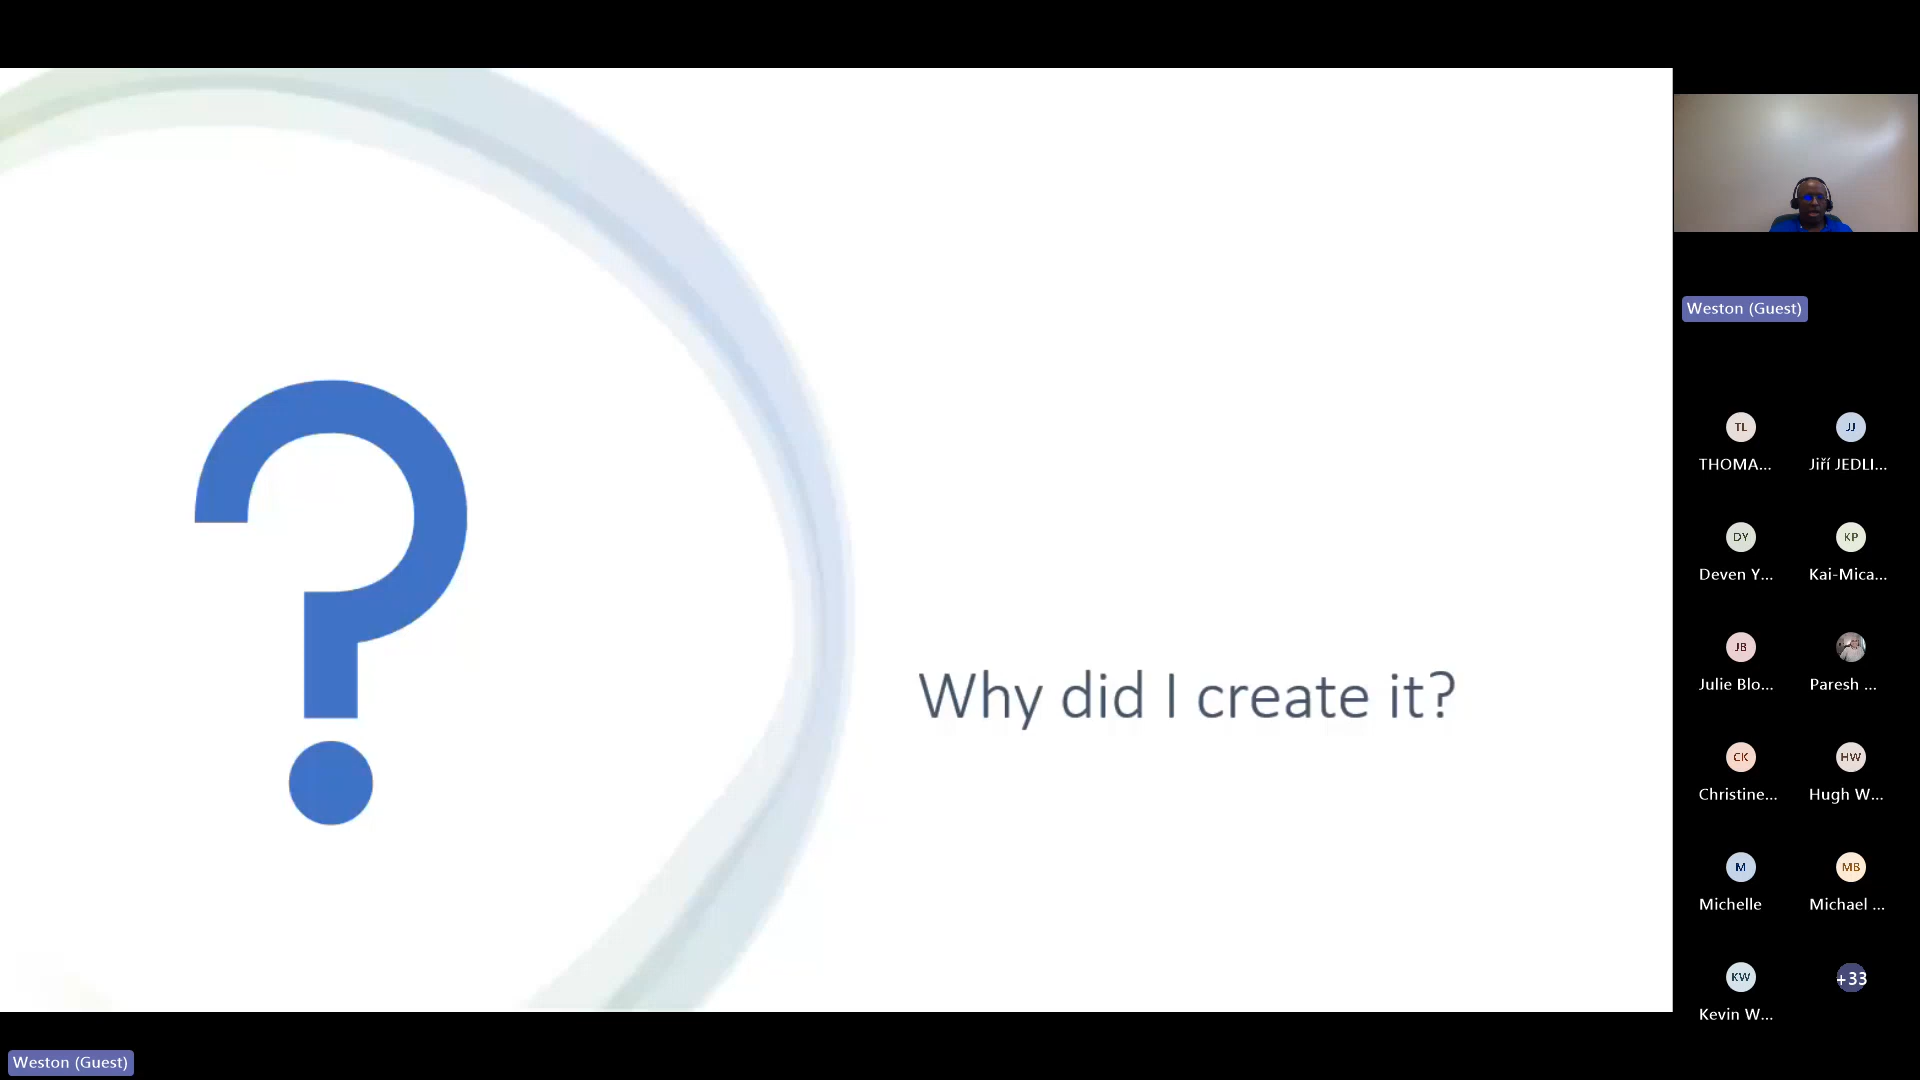 Why did I create it?
Weston (Guest)
TL
JJ
THOMA...
Jiří JEDLI...
DY
KP
Deven Y...
Kai-Mica...
JB
Julie Blo...
Paresh ...
CK
HW
Christine...
Hugh W...
M
MB
Michelle
Michael ...
KW
+33
Kevin W...
Weston (Guest)